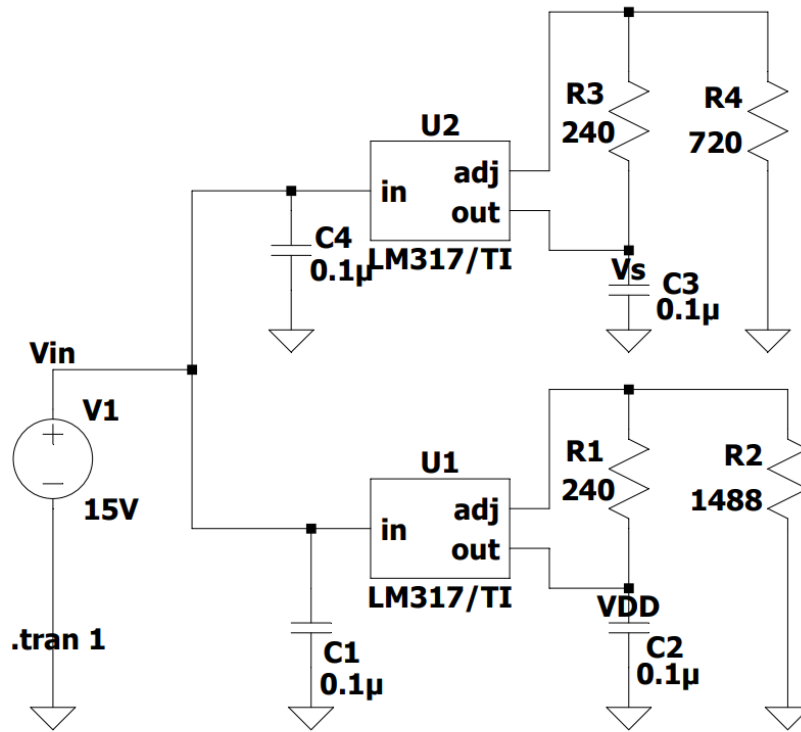 U2
adj
in
out
LM317/TI
R3
240
R4
720
C4
0.1µ
Vs
C3
0.1µ
Vin
V1
15V
.tran 1
U1
adj
in
out
LM317/TI
R1
240
R2
1488
C1
0.1µ
VDD
C2
0.1µ